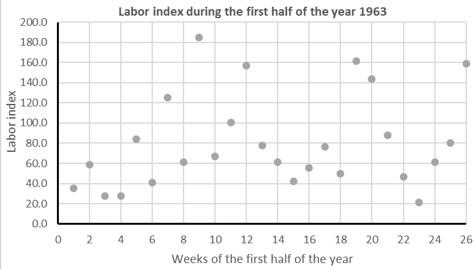 Labor index during the first half of the year 1963
200.0
180.0
160.0
140.0
120.0
100.0
80.0
60.0
40.0
20.0
0.0
Labor index
0 2 4 6 8 10 12 14 16 18 20 22 24 26
Weeks of the first half of the year